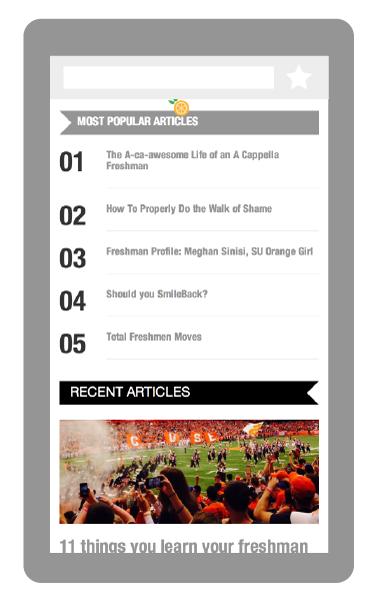 MOST POPULAR ARTICLES
01
The A-ca-awesome Life of an A Cappella
Freshman
02
How To Properly Do the Walk of Shame
03
Freshman Profile: Meghan Sinisi, SU Orange Girl
04
Should you SmileBack?
05
Total Freshmen Moves
RECENT ARTICLES
CUSE
11 things you learn your freshman